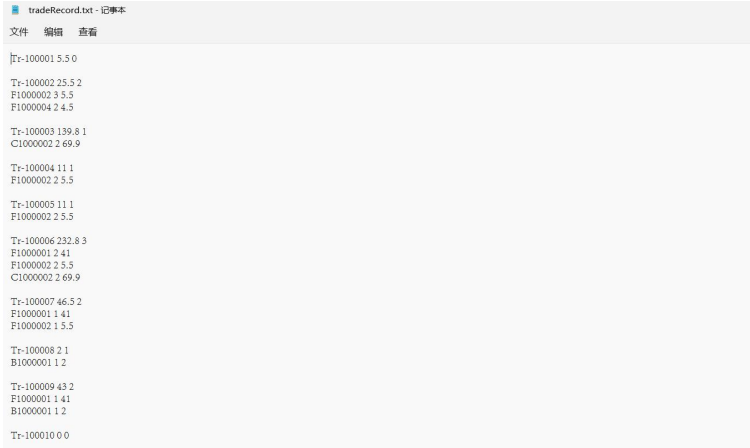 tradeRecord.txt - 记事本
文件 编辑 查看
Tr-100001 5.5 0
Tr-100002 25.5 2
F1000002 3 5.5
F1000004 2 4.5
Tr-100003 139.8 1
C1000002 2 69.9
Tr-100004 11 1
F1000002 2 5.5
Tr-100005 11 1
F1000002 2 5.5
Tr-100006 232.8 3
F1000001 2 41
F1000002 2 5.5
C1000002 2 69.9
Tr-100007 46.5 2
F1000001 1 41
F1000002 1 5.5
Tr-100008 2 1
B1000001 1 2
Tr-100009 43 2
F1000001 1 41
B1000001 1 2
Tr-100010 0 0